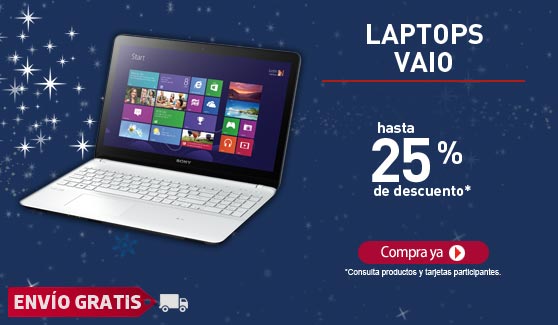 LAPTOPS
VAIO
hasta
25%
de descuento*
Compra ya
*Consulta productos y tarjetas participantes.
ENVÍO GRATIS
Start
SONY